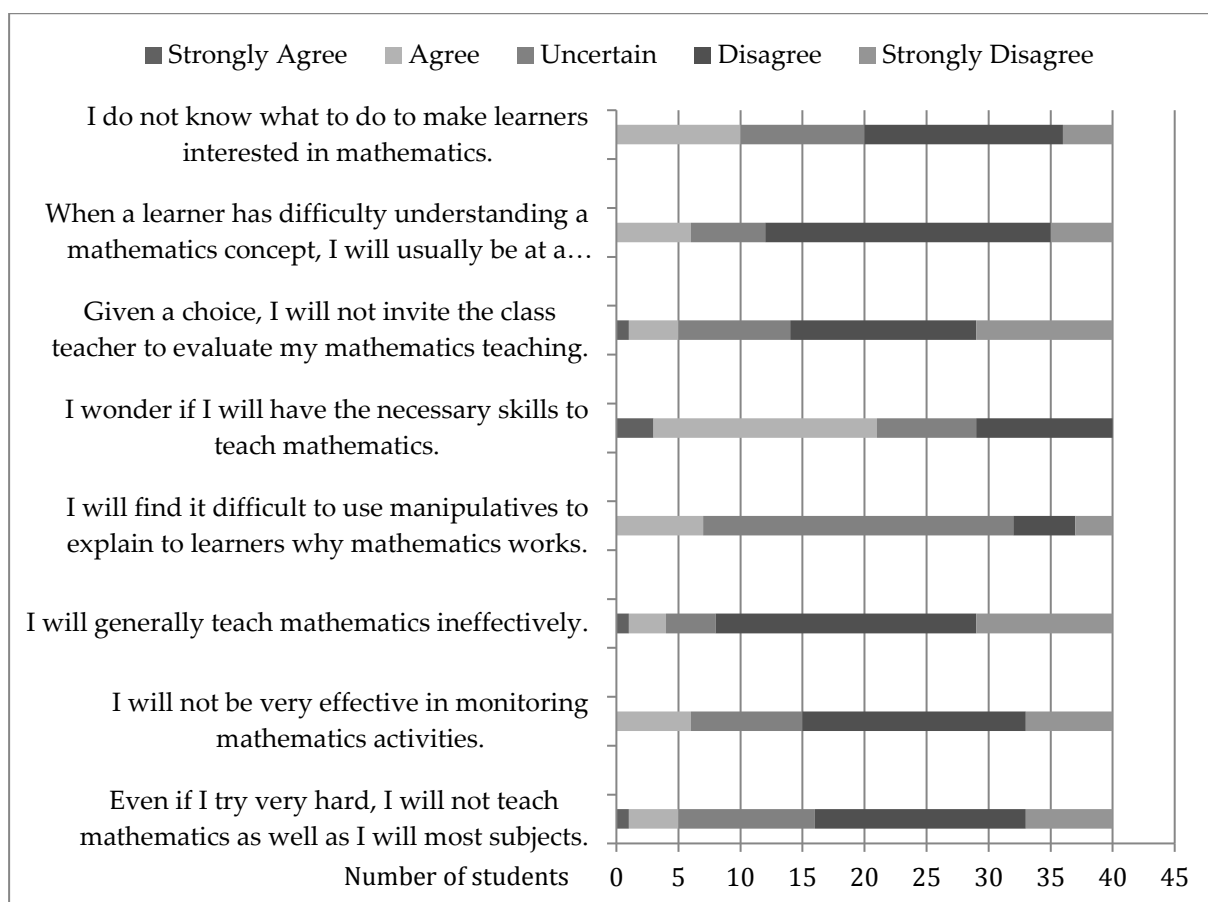 Strongly Agree Agree Uncertain Disagree Strongly Disagree
I do not know what to do to make learners
interested in mathematics.
When a learner has difficulty understanding a
mathematics concept, I will usually be at a…
Given a choice, I will not invite the class
teacher to evaluate my mathematics teaching.
I wonder if I will have the necessary skills to
teach mathematics.
I will find it difficult to use manipulatives to
explain to learners why mathematics works.
I will generally teach mathematics ineffectively.
I will not be very effective in monitoring
mathematics activities.
Even if I try very hard, I will not teach
mathematics as well as I will most subjects.
Number of students 0 5 10 15 20 25 30 35 40 45